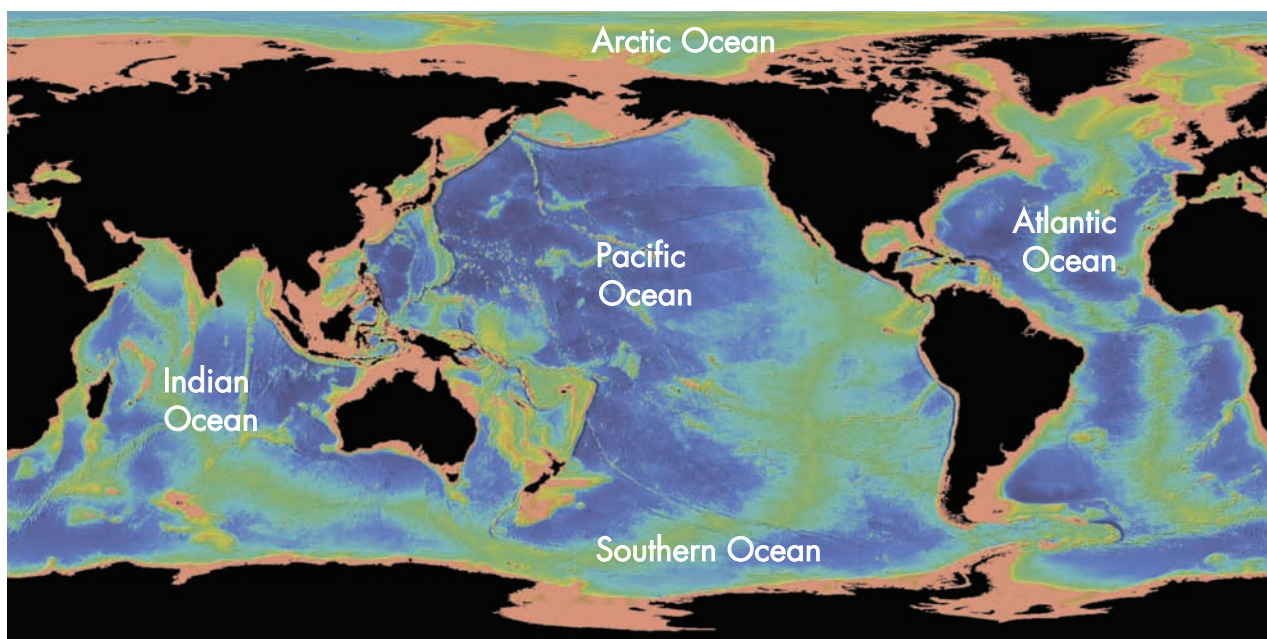 Arctic Ocean
Pacific
Ocean
Atlantic
Ocean
Indian
Ocean
Southern Ocean